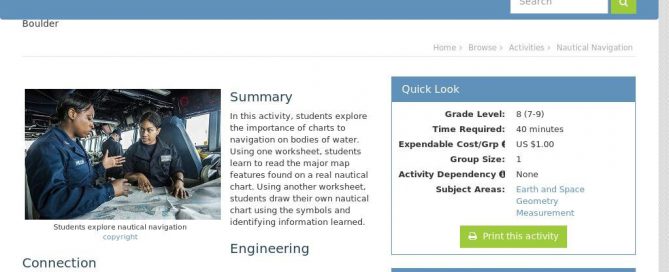 Search
Boulder
Home › Browse › Activities › Nautical Navigation
Students explore nautical navigation
copyright
Connection
Summary
In this activity, students explore
the importance of charts to
navigation on bodies of water.
Using one worksheet, students
learn to read the major map
features found on a real nautical
chart. Using another worksheet,
students draw their own nautical
chart using the symbols and
identifying information learned.
Engineering
Quick Look
Grade Level: 8 (7-9)
Time Required: 40 minutes
Expendable Cost/Grp US $1.00
Group Size: 1
Activity Dependency None
Subject Areas: Earth and Space
Geometry
Measurement
Print this activity